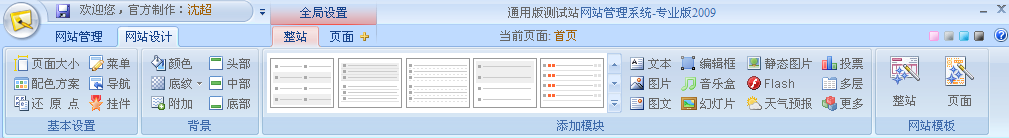 欢迎您，官方制作：沈超
全局设置
通用版测试站网站管理系统-专业版2009
网站管理 网站设计 整站 页面 当前页面: 首页
页面大小 菜单 颜色 头部 文本 编辑框 静态图片 投票
配色方案 导航 底纹 中部 图片 音乐盒 Flash 多层
还原点 挂件 附加 底部 图文 幻灯片 天气预报 更多
整站 页面
基本设置 背景 添加模块 网站模板